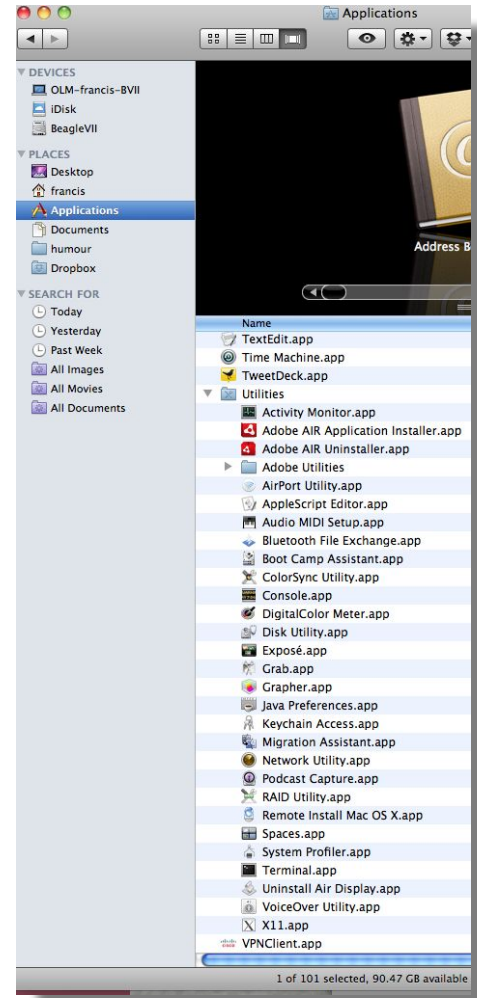 Applications
DEVICES
OLM-francis-BVII
iDisk
BeagleVII
PLACES
Desktop
francis
Applications
Documents
humour
Dropbox
SEARCH FOR
Today
Yesterday
Past Week
All Images
All Movies
All Documents
Address B
Name
TextEdit.app
Time Machine.app
TweetDeck.app
Utilities
Activity Monitor.app
Adobe AIR Application Installer.app
Adobe AIR Uninstaller.app
Adobe Utilities
AirPort Utility.app
AppleScript Editor.app
Audio MIDI Setup.app
Bluetooth File Exchange.app
Boot Camp Assistant.app
ColorSync Utility.app
Console.app
DigitalColor Meter.app
Disk Utility.app
Exposé.app
Grab.app
Grapher.app
Java Preferences.app
Keychain Access.app
Migration Assistant.app
Network Utility.app
Podcast Capture.app
RAID Utility.app
Remote Install Mac OS X.app
Spaces.app
System Profiler.app
Terminal.app
Uninstall Air Display.app
VoiceOver Utility.app
X11.app
VPNClient.app
1 of 101 selected, 90.47 GB available